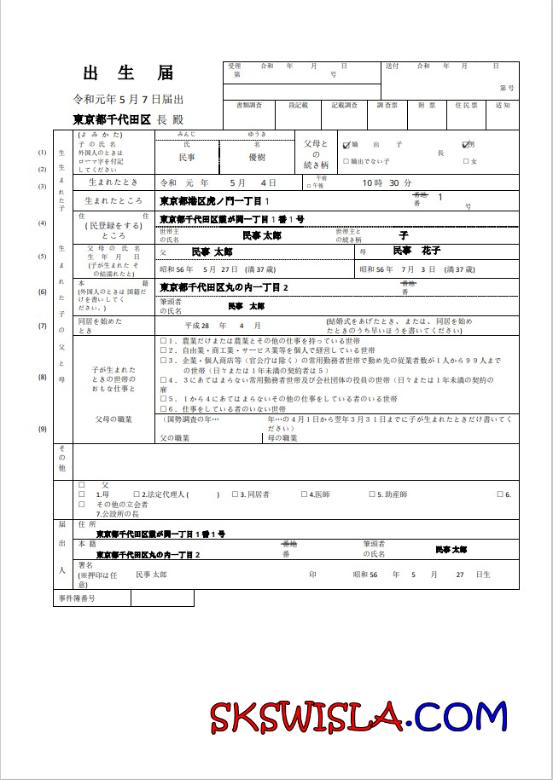 出 生 届
令和元年 5 月 7 日届出
東京都千代田区 長 殿
受理 令和 年 月 日
第 号
送付 令和 年 月 日
第 号
書類調査 戸記載 記載調査 調 査 票 附 票 住 民 票 通 知
(1)
(2)
(3)
(4)
(5)
(6)
(7)
(8)
(9)
生まれた子
生まれた子の父と母
(よ み か た)
子 の 氏 名
外国人のときは
ローマ字を付記
してください
みんじ ゆうき
氏 名
民事 優樹
父母と
の
続き柄
嫡 出 子
□ 嫡出でない子
長
男
□ 女
生まれたとき
令和 元 年 5 月 4 日
午前
□ 午後
10 時 30 分
生まれたところ
東京都港区虎ノ門一丁目 1
番地
番
1
号
住 所
( 民登録をする)
ところ
東京都千代田区霞が関一丁目 1 番 1 号
世帯主
の氏名
民事 太郎
世帯主と
の続き柄
子
父 母 の 氏 名
生 年 月 日
(子が生まれた そ
父 民事 太郎
母 民事 花子
昭和 56 年 5 月 27 日 (満 37 歳)
昭和 56 年 7 月 3 日 (満 37 歳)
本 籍
(外国人のときは 国籍だ
けを書い てく
ださい。)
東京都千代田区丸の内一丁目 2
番地
番
筆頭者
の氏名
民事 太郎
同居を始めた
とき
平成 28 年 4 月
(結婚式をあげたとき、または、同居を始め
たときのうち早いほうを書いてください)
子が生まれた
ときの世帯の
おもな仕事と
□ 1．農業だけまたは農業とその他の仕事を持っている世帯
□ 2．自由業・商工業・サービス業等を個人で経営している世帯
□ 3．企業・個人商店等（官公庁は除く）の常用勤務者世帯で勤め先の従業者数が１人から９９人まで
の世帯（日々または１年未満の契約の雇用者は５）
□ 4．３にあてはまらない常用勤務者世帯及び会社団体の役員の世帯（日々または１年未満の契約の
雇
□ 5．１から４にあてはまらないその他の仕事をしている者のいる世帯
□ 6．仕事をしている者のいない世帯
父母の職業
（国勢調査の年… 年…の４月１日から翌年３月３１日までに子が生まれたときだけ書いてく
ださい）
父の職業 母の職業
その他
□ 父
□ 1.母 □ 2.法定代理人 ( ) □ 3. 同居者 □ 4.医師 □ 5. 助産師 □ 6.
□ その他の立会者
7.公設所の長
届出人
住 所
東京都千代田区霞が関一丁目 1 番 1 号
本 籍
東京都千代田区丸の内一丁目 2
番地
番
筆頭者
の氏名
民事 太郎
署名
(※押印は任
意)
民事 太郎 印 昭和 56 年 5 月 27 日生
事件簿番号
SKSWISLA.COM